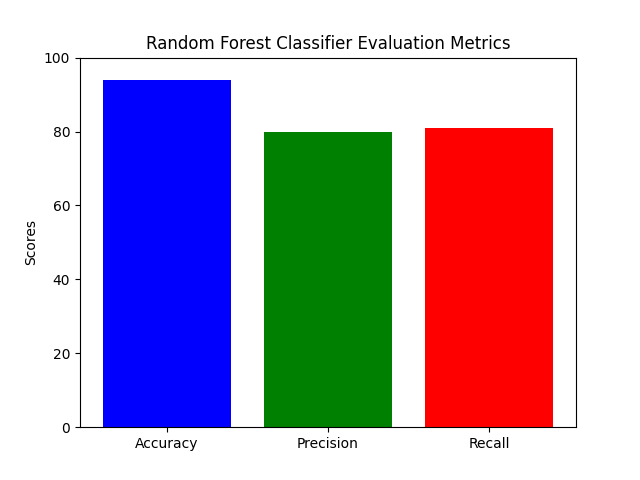 Random Forest Classifier Evaluation Metrics
100
80
60
40
20
0
Scores
Accuracy Precision Recall